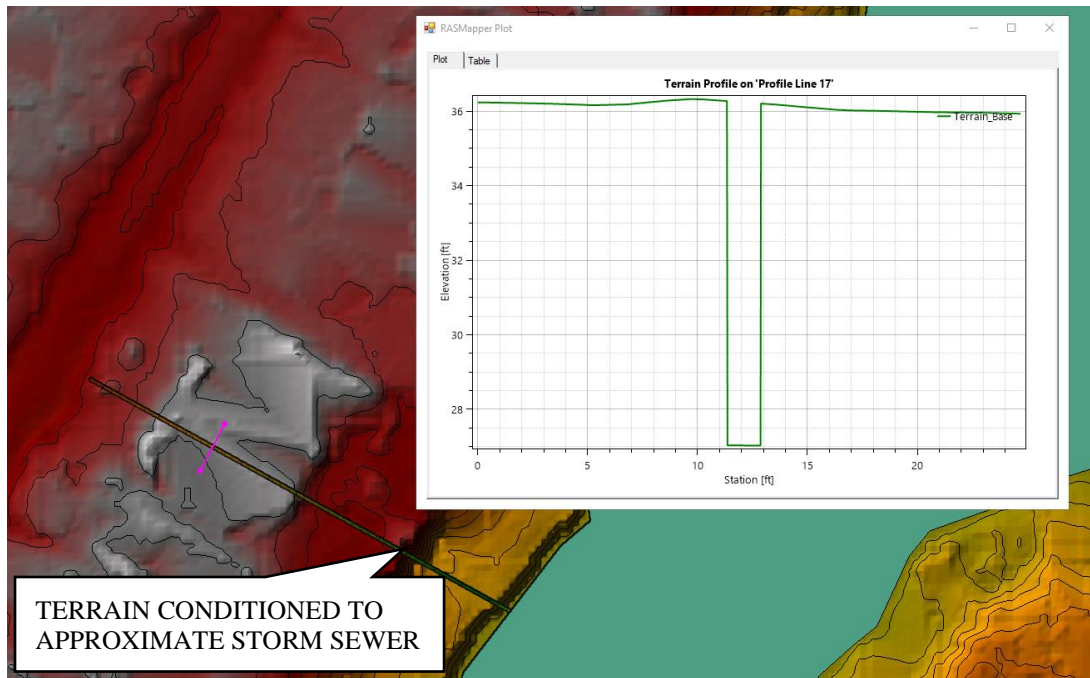 RASMapper Plot
Plot Table
Terrain Profile on 'Profile Line 17'
36
34
32
30
28
Elevation [ft]
Terrain_Base
0 5 10 15 20
Station [ft]
TERRAIN CONDITIONED TO
APPROXIMATE STORM SEWER